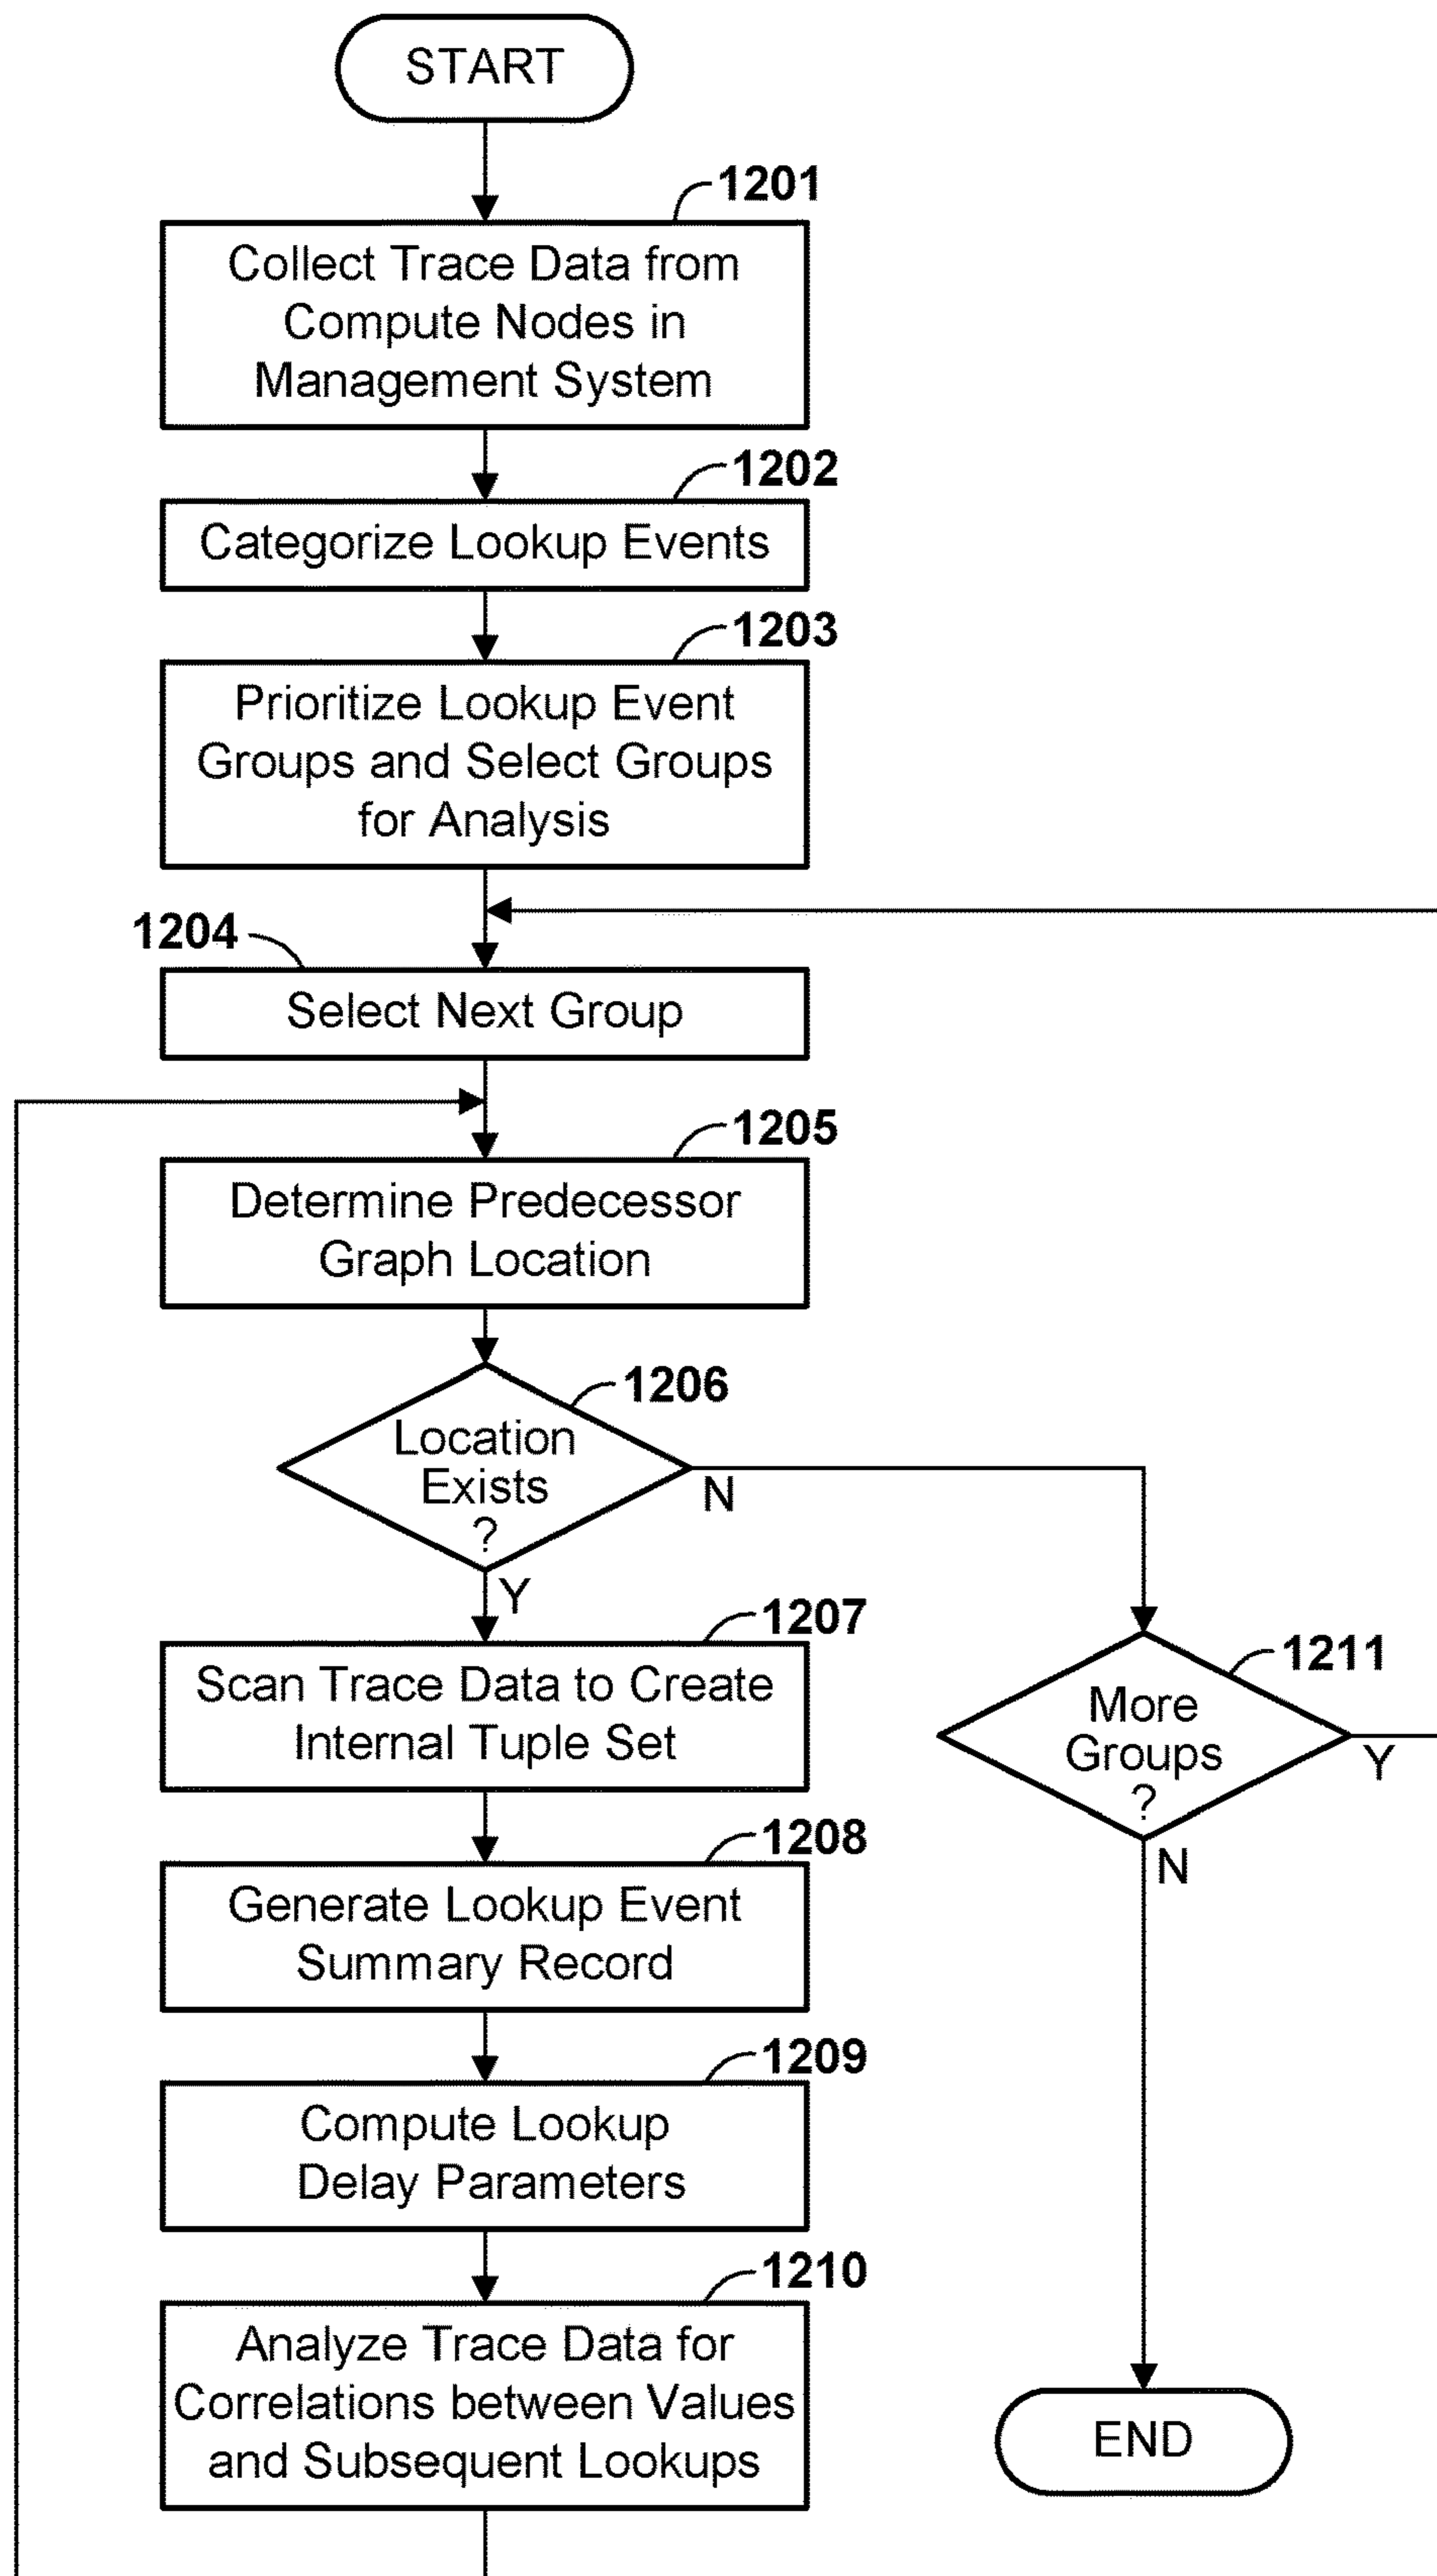 START
1201
Collect Trace Data from
Compute Nodes in
Management System
1202
Categorize Lookup Events
1203
Prioritize Lookup Event
Groups and Select Groups
for Analysis
1204
Select Next Group
1205
Determine Predecessor
Graph Location
1206
Location
Exists
?
N
Y
1207
Scan Trace Data to Create
Internal Tuple Set
1211
More
Groups
?
Y
N
1208
Generate Lookup Event
Summary Record
1209
Compute Lookup
Delay Parameters
1210
Analyze Trace Data for
Correlations between Values
and Subsequent Lookups
END